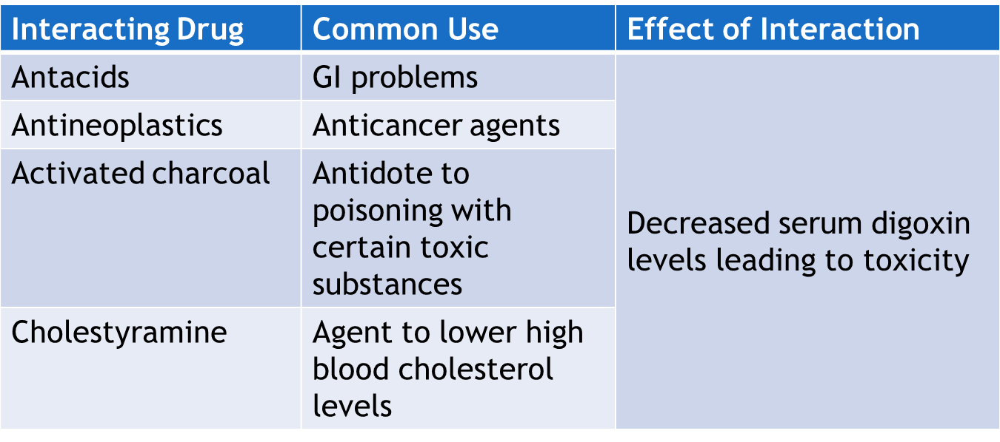 Interacting Drug
Common Use
Effect of Interaction
Antacids
GI problems
Antineoplastics
Anticancer agents
Activated charcoal
Antidote to
poisoning with
certain toxic
substances
Cholestyramine
Agent to lower high
blood cholesterol
levels
Decreased serum digoxin
levels leading to toxicity